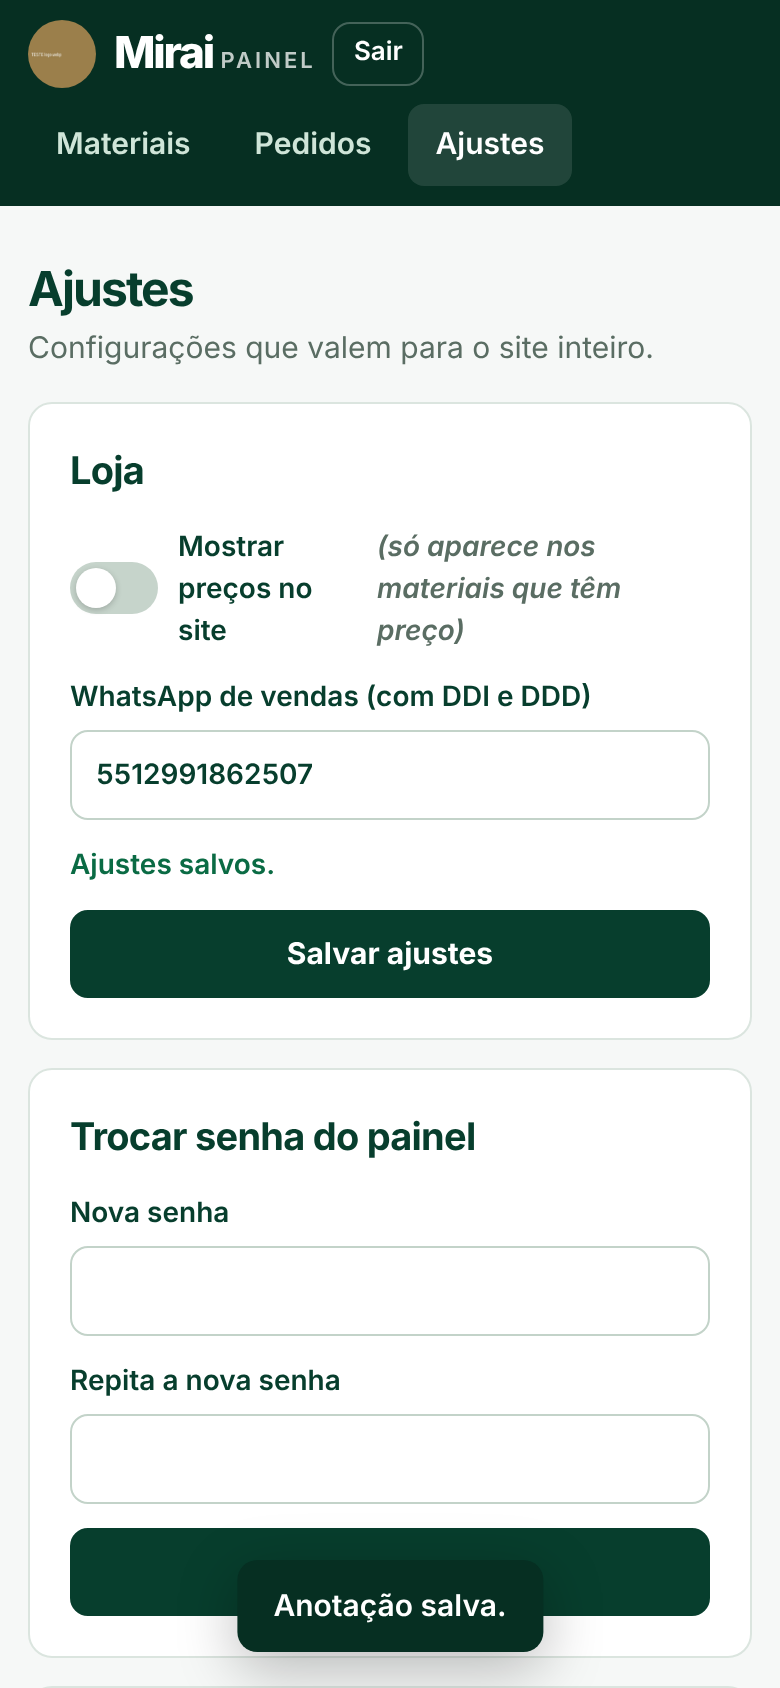 Mirai PAINEL
Sair
Materiais
Pedidos
Ajustes
Ajustes
Configurações que valem para o site inteiro.
Loja
Mostrar
preços no
site
(só aparece nos
materiais que têm
preço)
WhatsApp de vendas (com DDI e DDD)
5512991862507
Ajustes salvos.
Salvar ajustes
Trocar senha do painel
Nova senha
Repita a nova senha
Anotação salva.